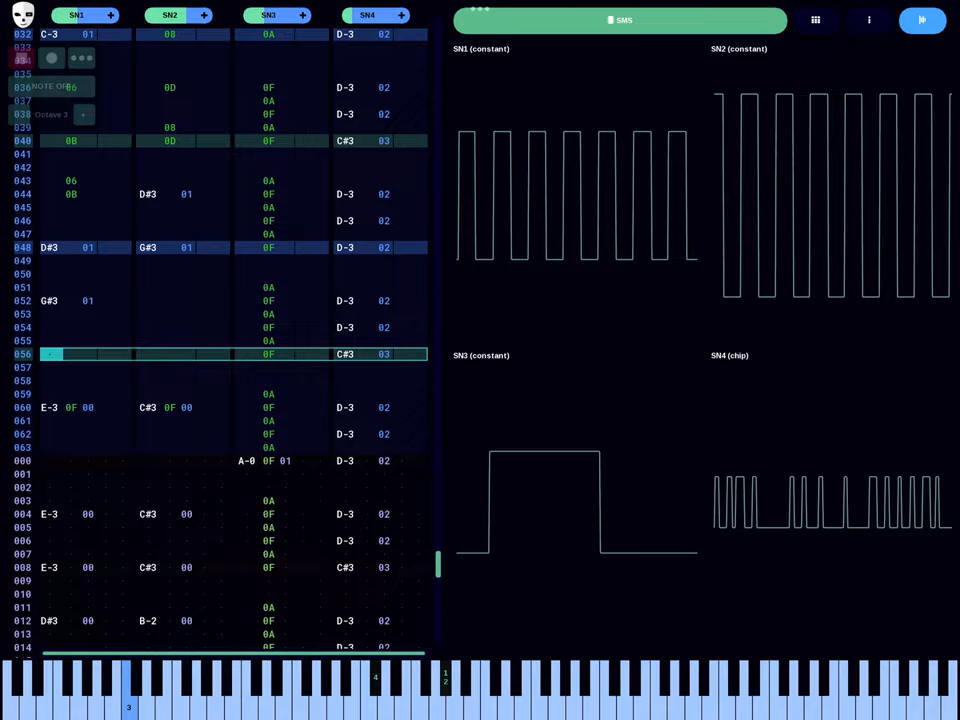 SN1 + SN2 + SN3 + SN4 + SMS
032 C-3 01 08 0A D-3 02
033
034
035
036 06 0D 0F D-3 02
NOTE OFF
037 0A
038 0F D-3 02
Octave 3 +
039 08 0A
040 0B 0D 0F C#3 03
041
042
043 06 0A
044 0B D#3 01 0F D-3 02
045 0A
046 0F D-3 02
047 0A
048 D#3 01 G#3 01 0F D-3 02
049
050
051 0A
052 G#3 01 0F D-3 02
053 0A
054 0F D-3 02
055 0A
056 0F C#3 03
057
058
059 0A
060 E-3 0F 00 C#3 0F 00 0F D-3 02
061 0A
062 0F D-3 02
063 0A
000 A-0 0F 01 D-3 02
001
002
003 0A
004 E-3 00 C#3 00 0F D-3 02
005 0A
006 0F D-3 02
007 0A
008 E-3 00 C#3 00 0F C#3 03
009
010
011 0A
012 D#3 00 B-2 00 0F D-3 02
013 0A
014 0F D-3 02
SN1 (constant) SN2 (constant)
SN3 (constant) SN4 (chip)
3 4 1
2